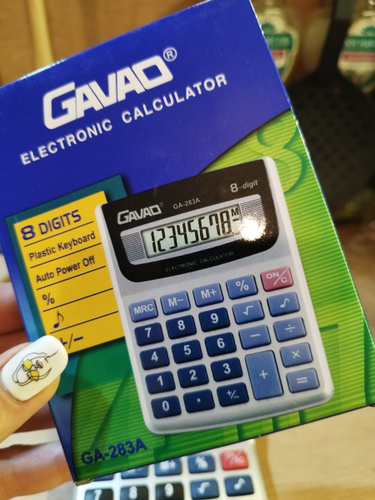 GAVAO®
ELECTRONIC CALCULATOR
8 DIGITS
Plastic Keyboard
Auto Power Off
%
♪
+/-
GAVAO GA-283A 8-digit
12345678. M
ELECTRONIC CALCULATOR
MRC M− M+ % ON/C
7 8 9 √ ♪
4 5 6 − ÷
1 2 3 + ×
0 . +/− =
GA-283A